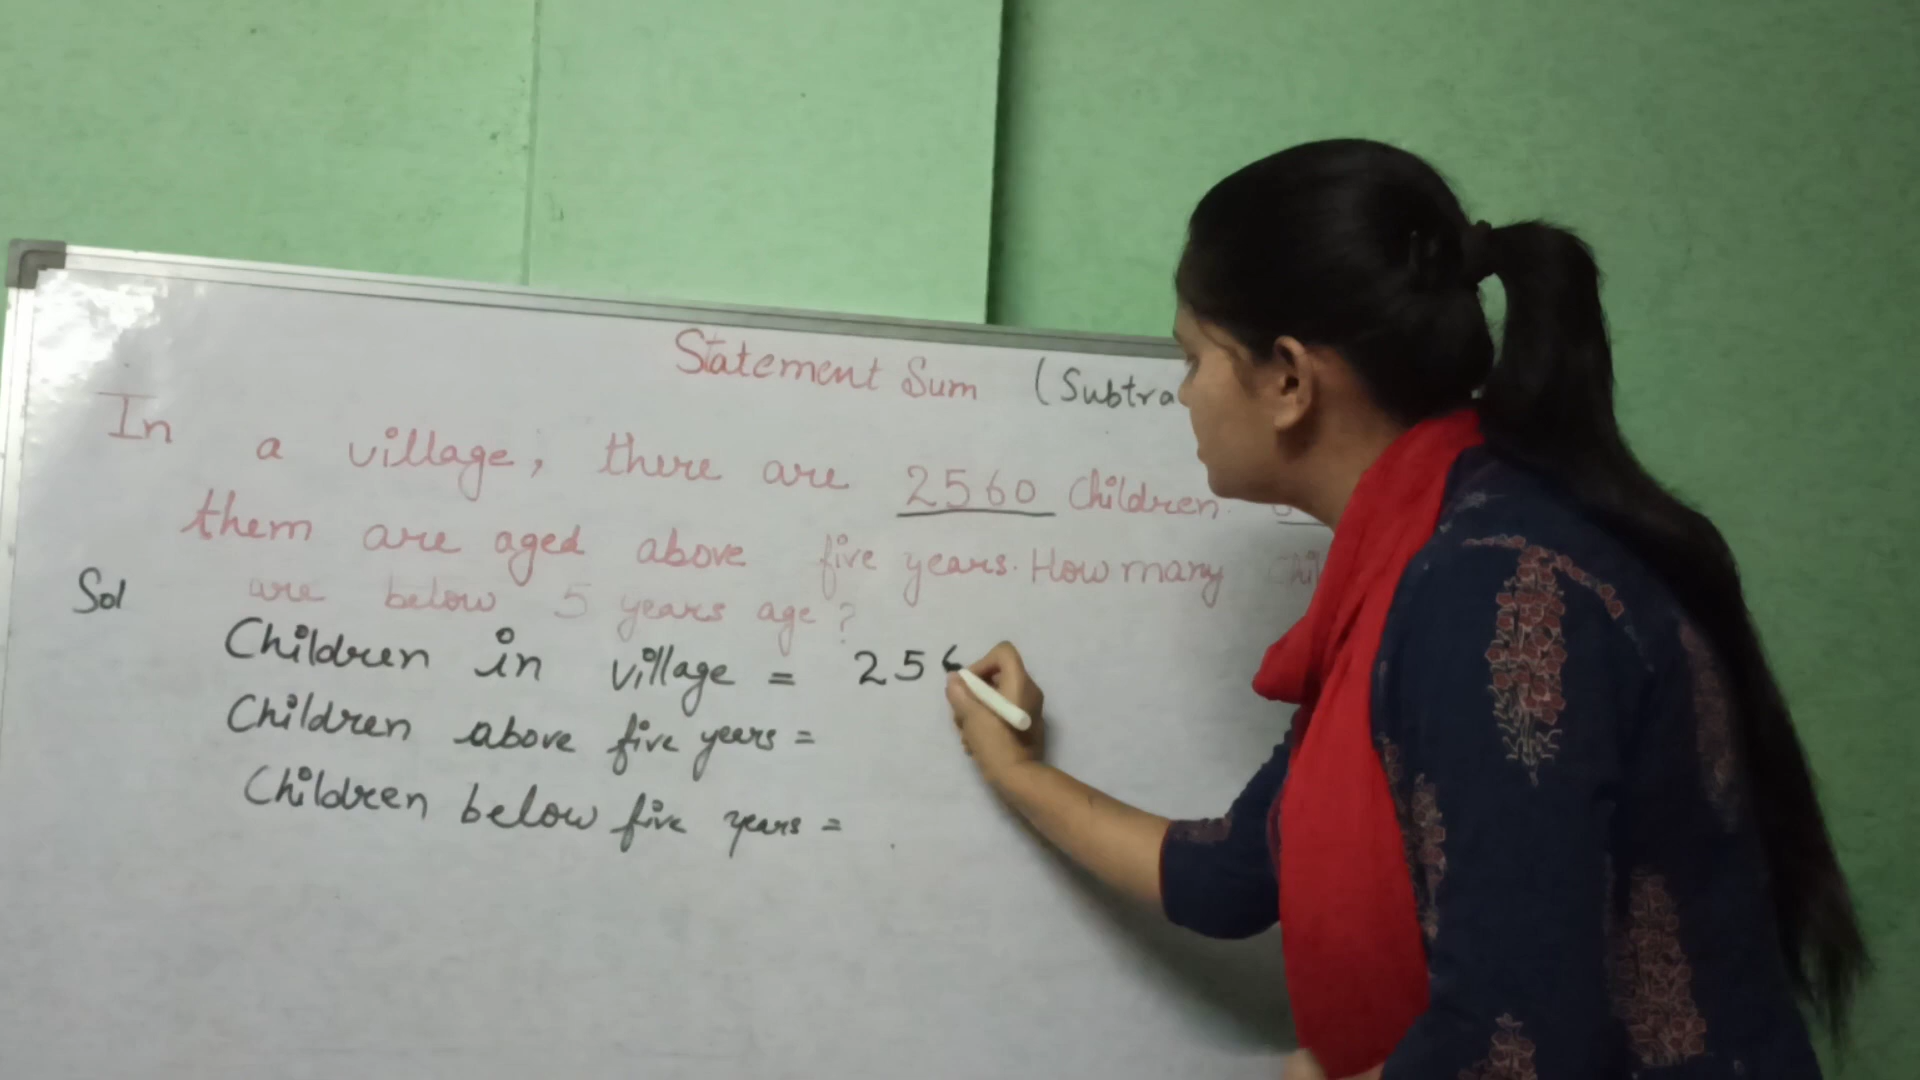 Statement Sum (Subtra
In a village, there are 2560 Children.
them are aged above five years. How many Chil
are below 5 years age?
Sol
Children in village = 256
Children above five years =
Children below five years =